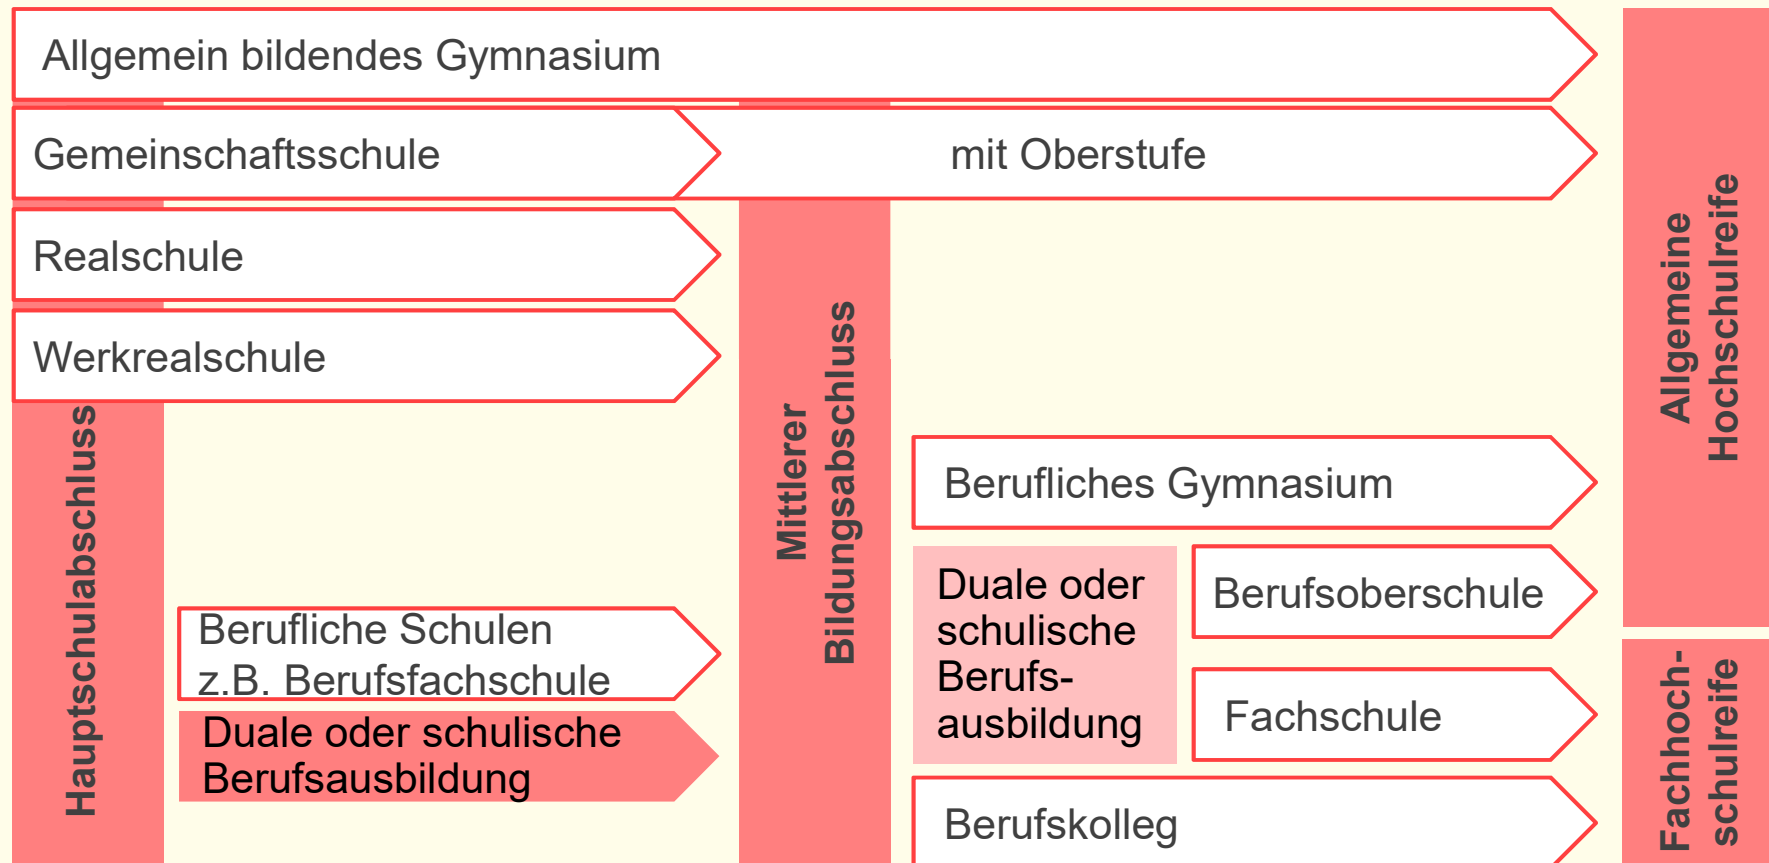 Allgemein bildendes Gymnasium
Gemeinschaftsschule
mit Oberstufe
Realschule
Werkrealschule
Hauptschulabschluss
Berufliche Schulen
z.B. Berufsfachschule
Duale oder schulische
Berufsausbildung
Mittlerer
Bildungsabschluss
Berufliches Gymnasium
Duale oder
schulische
Berufs-
ausbildung
Berufsoberschule
Fachschule
Berufskolleg
Allgemeine
Hochschulreife
Fachhoch-
schulreife